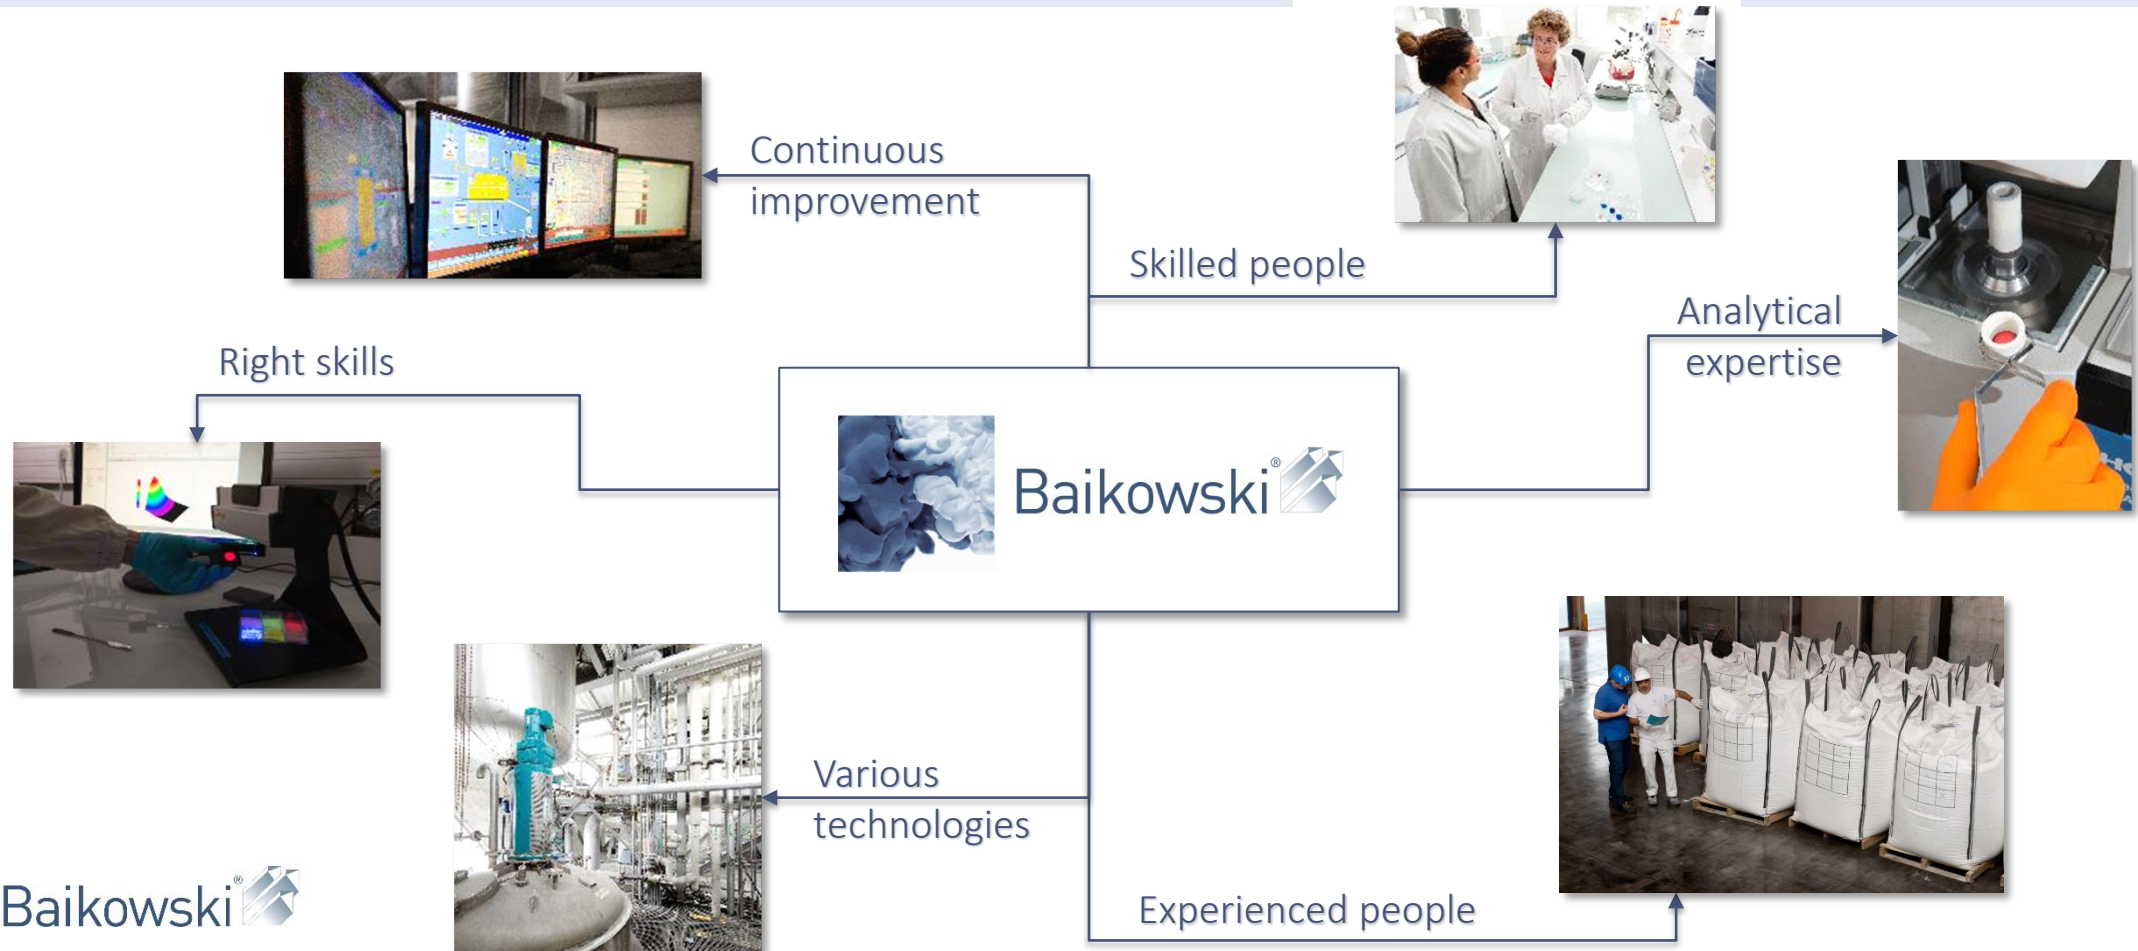 Continuous
improvement
Skilled people
Analytical
expertise
Right skills
Baikowski®
Various
technologies
Experienced people
Baikowski®